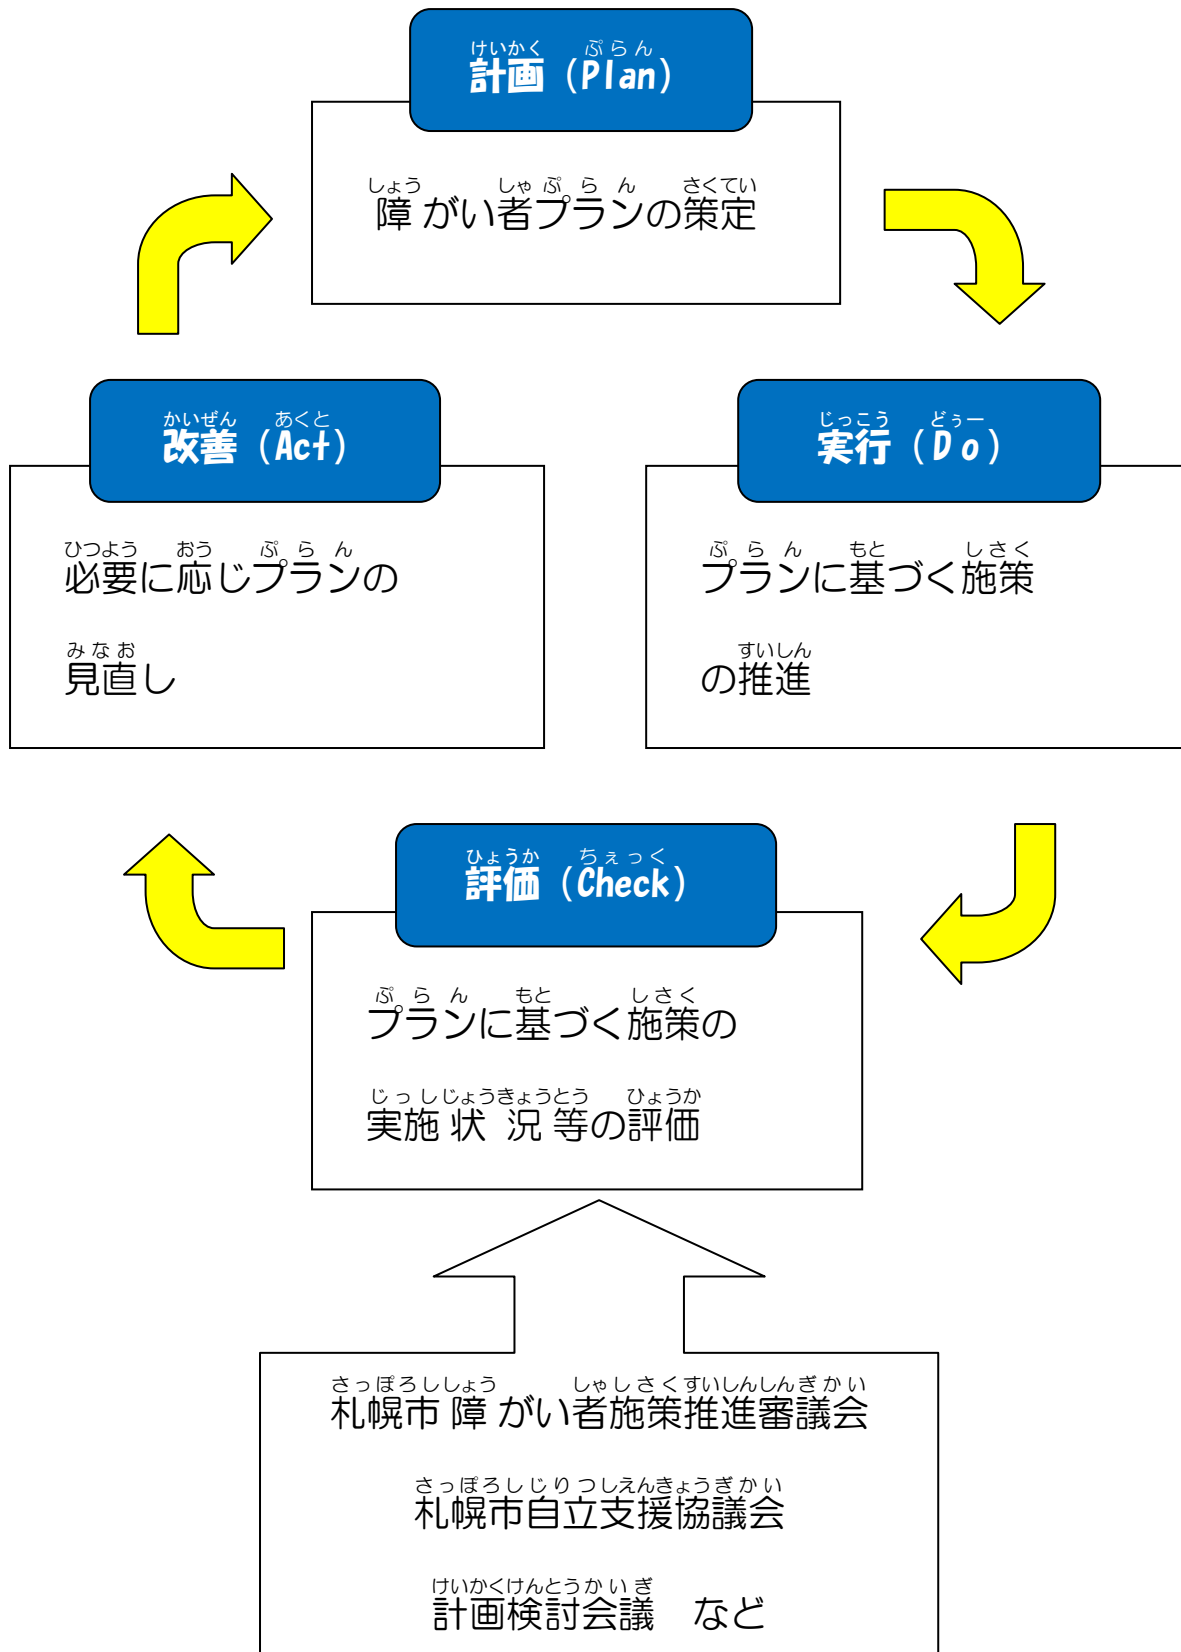 けいかく ぷらん
計画（Plan）
しょう しゃぷらん さくてい
障がい者プランの策定
かいぜん あくと
改善（Act）
じっこう どぅー
実行（Do）
ひつよう おう ぷらん
必要に応じプランの
みなお
見直し
ぷらん もと しさく
プランに基づく施策
すいしん
の推進
ひょうか ちぇっく
評価（Check）
ぷらん もと しさく
プランに基づく施策の
じっしじょうきょうとう ひょうか
実施状況等の評価
さっぽろししょう しゃしさくすいしんしんぎかい
札幌市障がい者施策推進審議会
さっぽろしじりつしえんきょうぎかい
札幌市自立支援協議会
けいかくけんとうかいぎ
計画検討会議　など